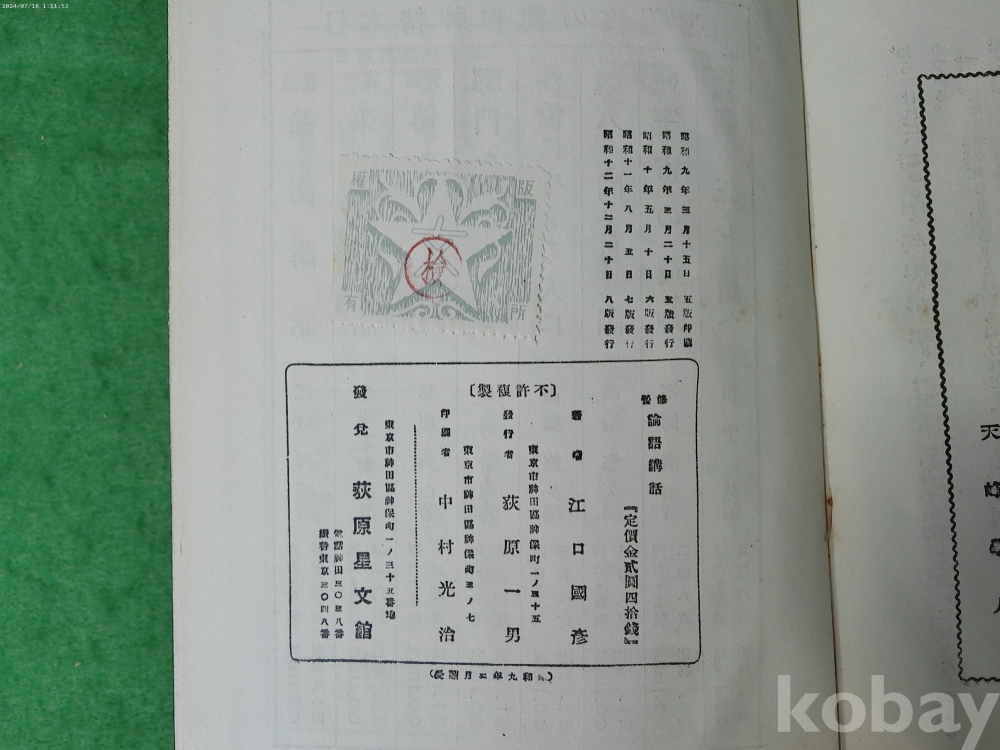 2024/07/18 1:11:52
昭和九年三月十五日 五版印刷
昭和九年三月二十日 五版發行
昭和十年五月十日 六版發行
昭和十一年八月五日 七版發行
昭和十二年十二月二十日 八版發行
版
權
所
有
修養
論語講話
『定價金貳圓四拾錢』
〔不許複製〕
著者 江口國彥
東京市神田區神保町一ノ三十五
發行者 荻原一男
東京市神田區神保町三ノ七
印刷者 中村光治
東京市神田區神保町一ノ三十五番地
發兌 荻原星文館
電話神田三〇三八番
振替東京三〇四八番
天
kobay